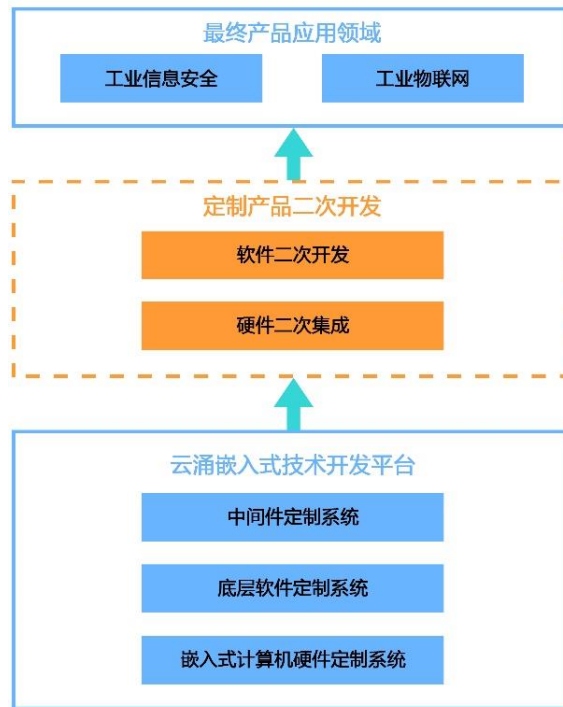 最终产品应用领域
工业信息安全
工业物联网
定制产品二次开发
软件二次开发
硬件二次集成
云涌嵌入式技术开发平台
中间件定制系统
底层软件定制系统
嵌入式计算机硬件定制系统